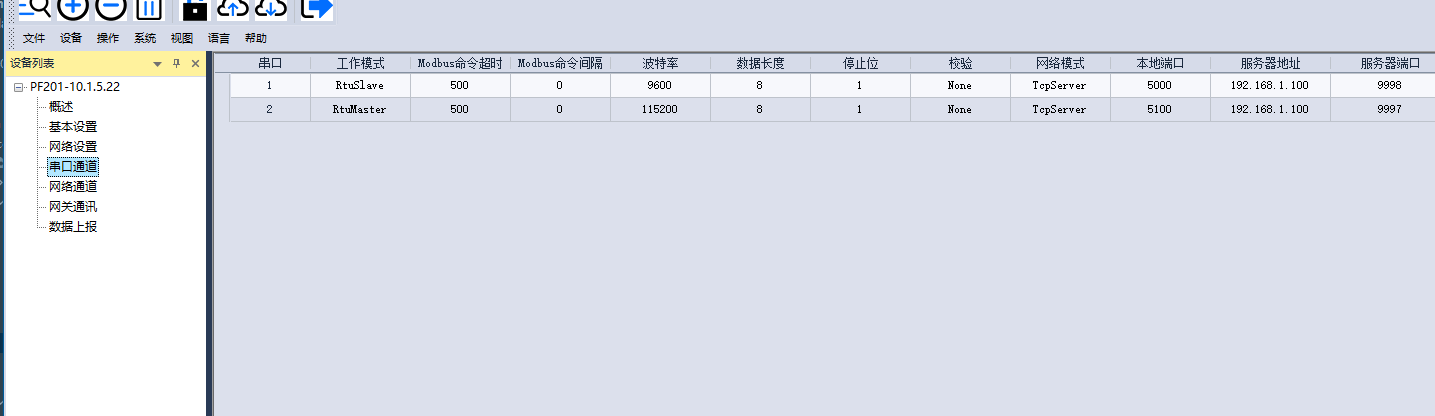 文件 设备 操作 系统 视图 语言 帮助
设备列表
PF201-10.1.5.22
概述
基本设置
网络设置
串口通道
网络通道
网关通讯
数据上报
串口 工作模式 Modbus命令超时 Modbus命令间隔 波特率 数据长度 停止位 校验 网络模式 本地端口 服务器地址 服务器端口
1 RtuSlave 500 0 9600 8 1 None TcpServer 5000 192.168.1.100 9998
2 RtuMaster 500 0 115200 8 1 None TcpServer 5100 192.168.1.100 9997